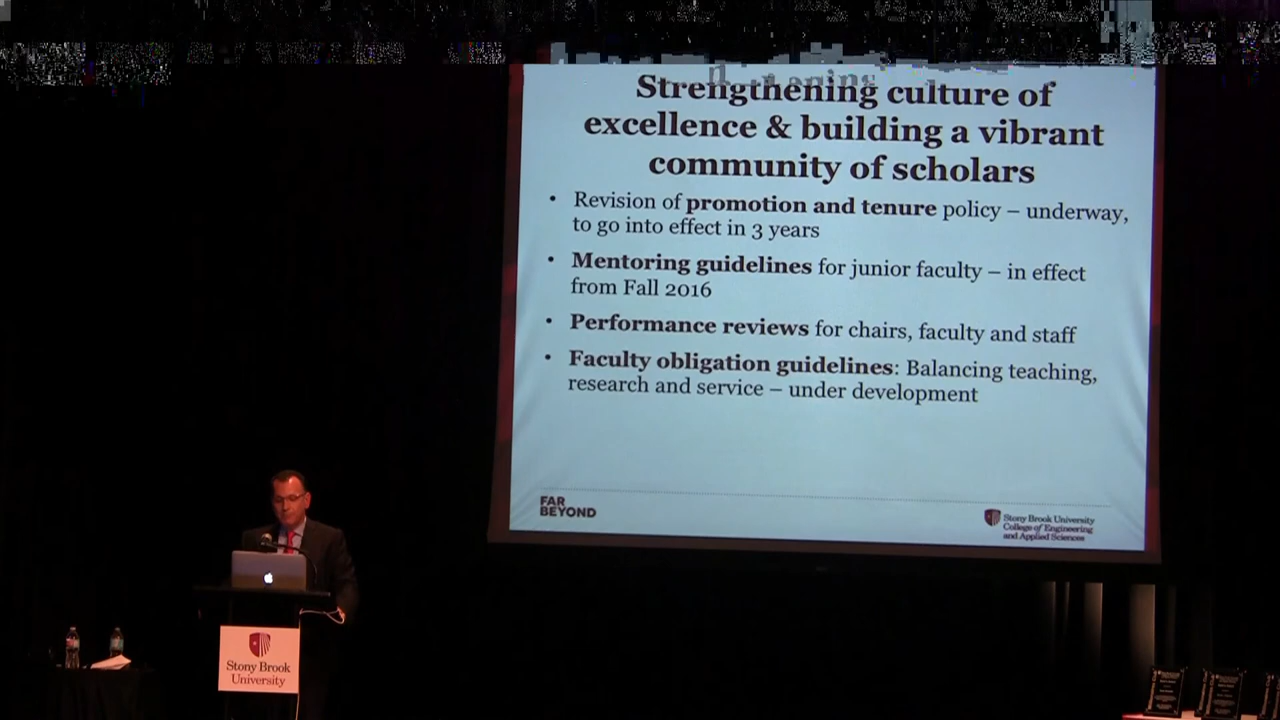 Strengthening culture of
excellence & building a vibrant
community of scholars
• Revision of promotion and tenure policy – underway,
to go into effect in 3 years
• Mentoring guidelines for junior faculty – in effect
from Fall 2016
• Performance reviews for chairs, faculty and staff
• Faculty obligation guidelines: Balancing teaching,
research and service – under development
FAR
BEYOND
Stony Brook University
College of Engineering
and Applied Sciences
Stony Brook
University